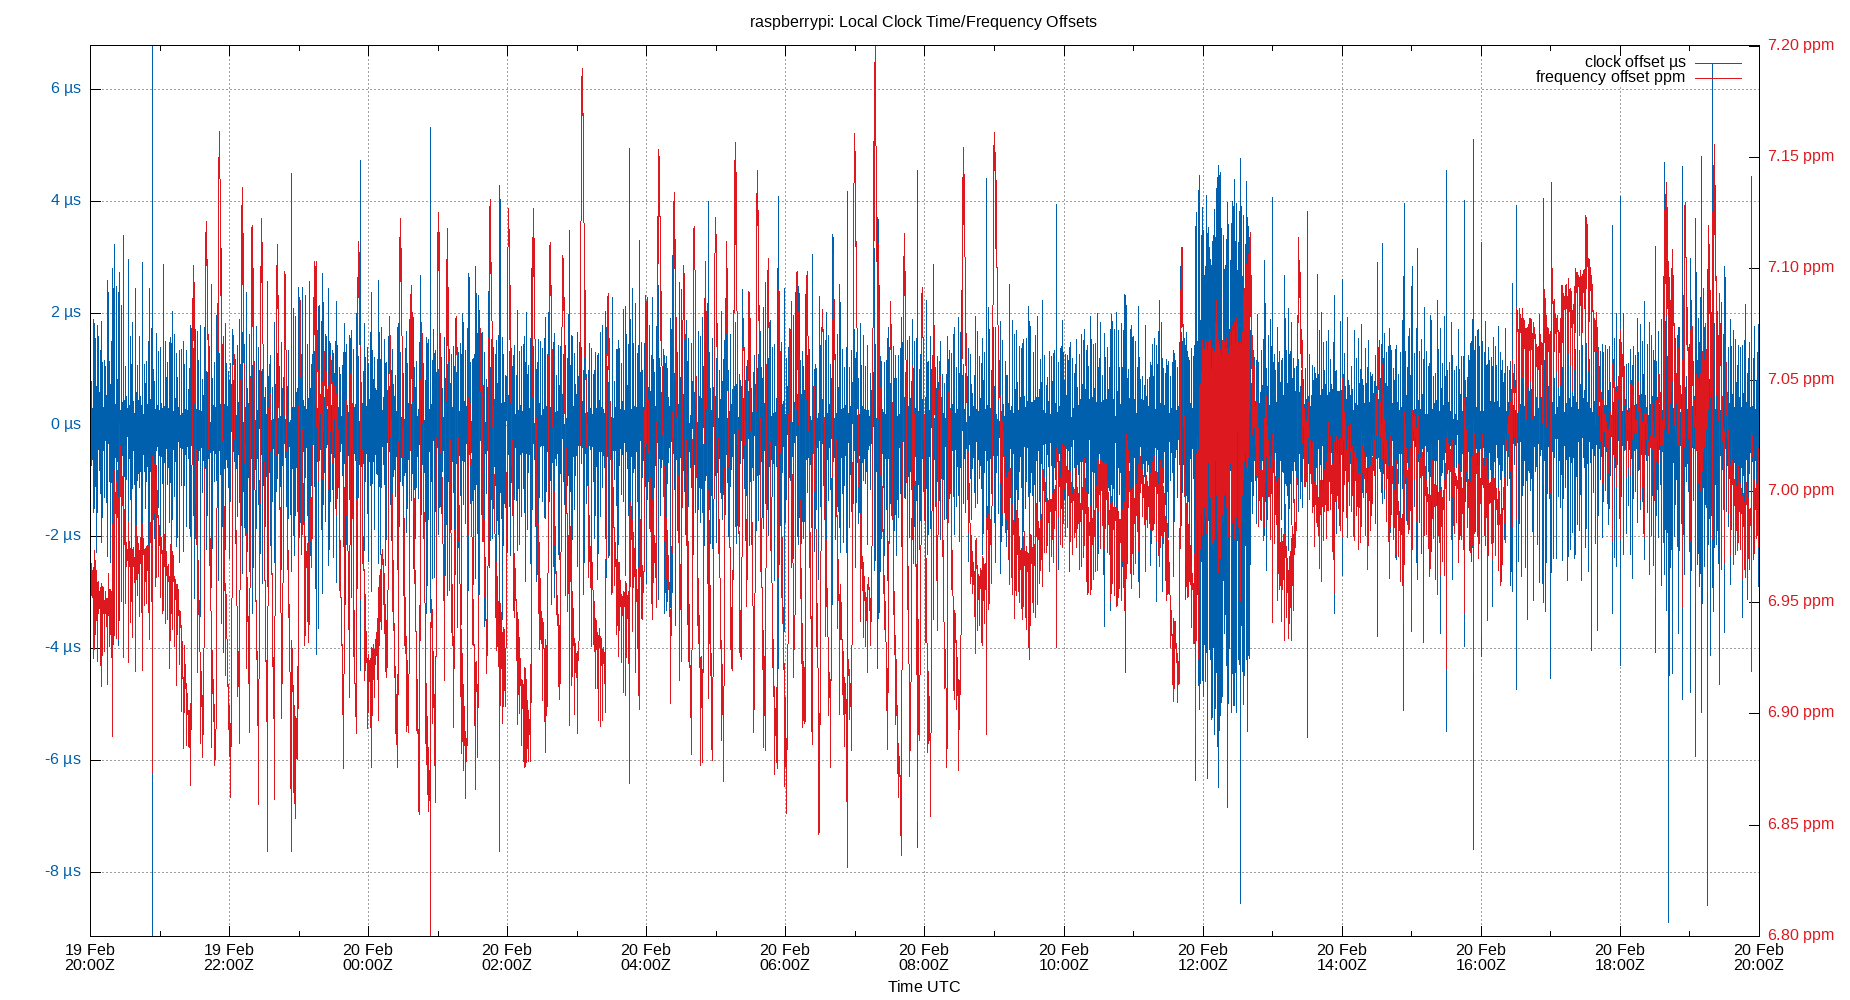 raspberrypi: Local Clock Time/Frequency Offsets
clock offset µs
frequency offset ppm
6 µs
4 µs
2 µs
0 µs
-2 µs
-4 µs
-6 µs
-8 µs
7.20 ppm
7.15 ppm
7.10 ppm
7.05 ppm
7.00 ppm
6.95 ppm
6.90 ppm
6.85 ppm
6.80 ppm
19 Feb 19 Feb 20 Feb 20 Feb 20 Feb 20 Feb 20 Feb 20 Feb 20 Feb 20 Feb 20 Feb 20 Feb 20 Feb
20:00Z 22:00Z 00:00Z 02:00Z 04:00Z 06:00Z 08:00Z 10:00Z 12:00Z 14:00Z 16:00Z 18:00Z 20:00Z
Time UTC